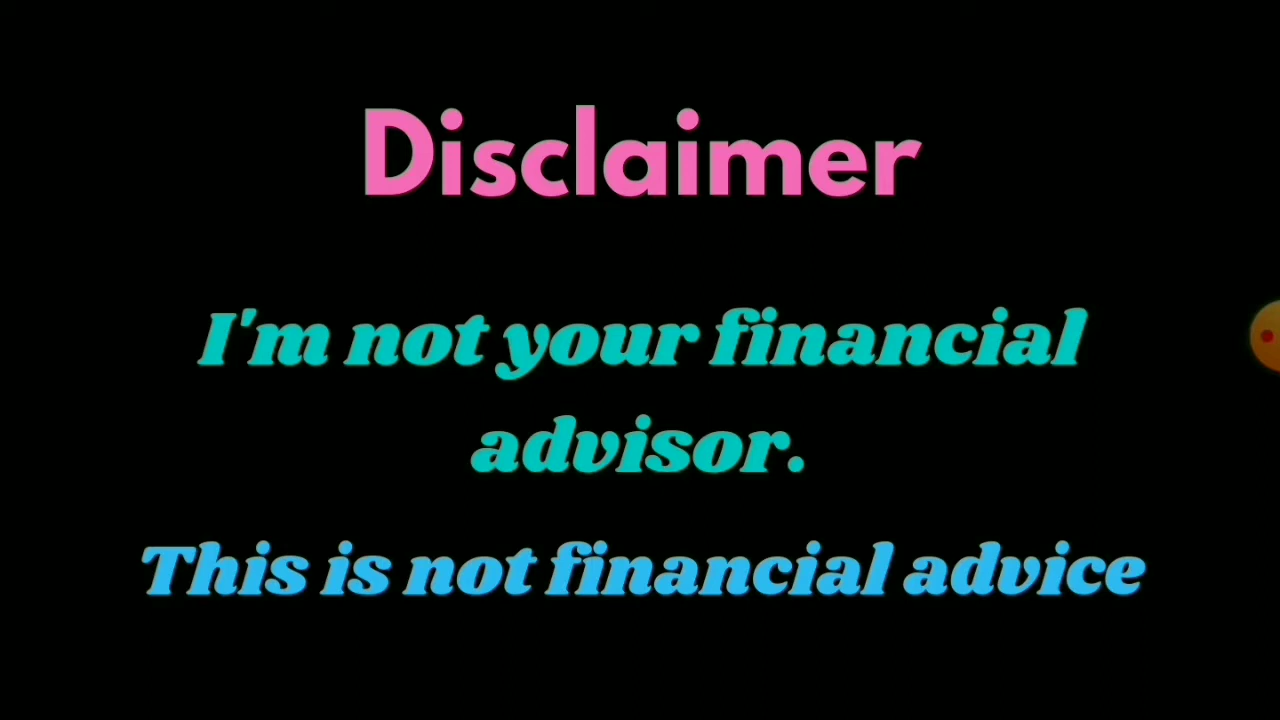 Disclaimer
I'm not your financial
advisor.
This is not financial advice